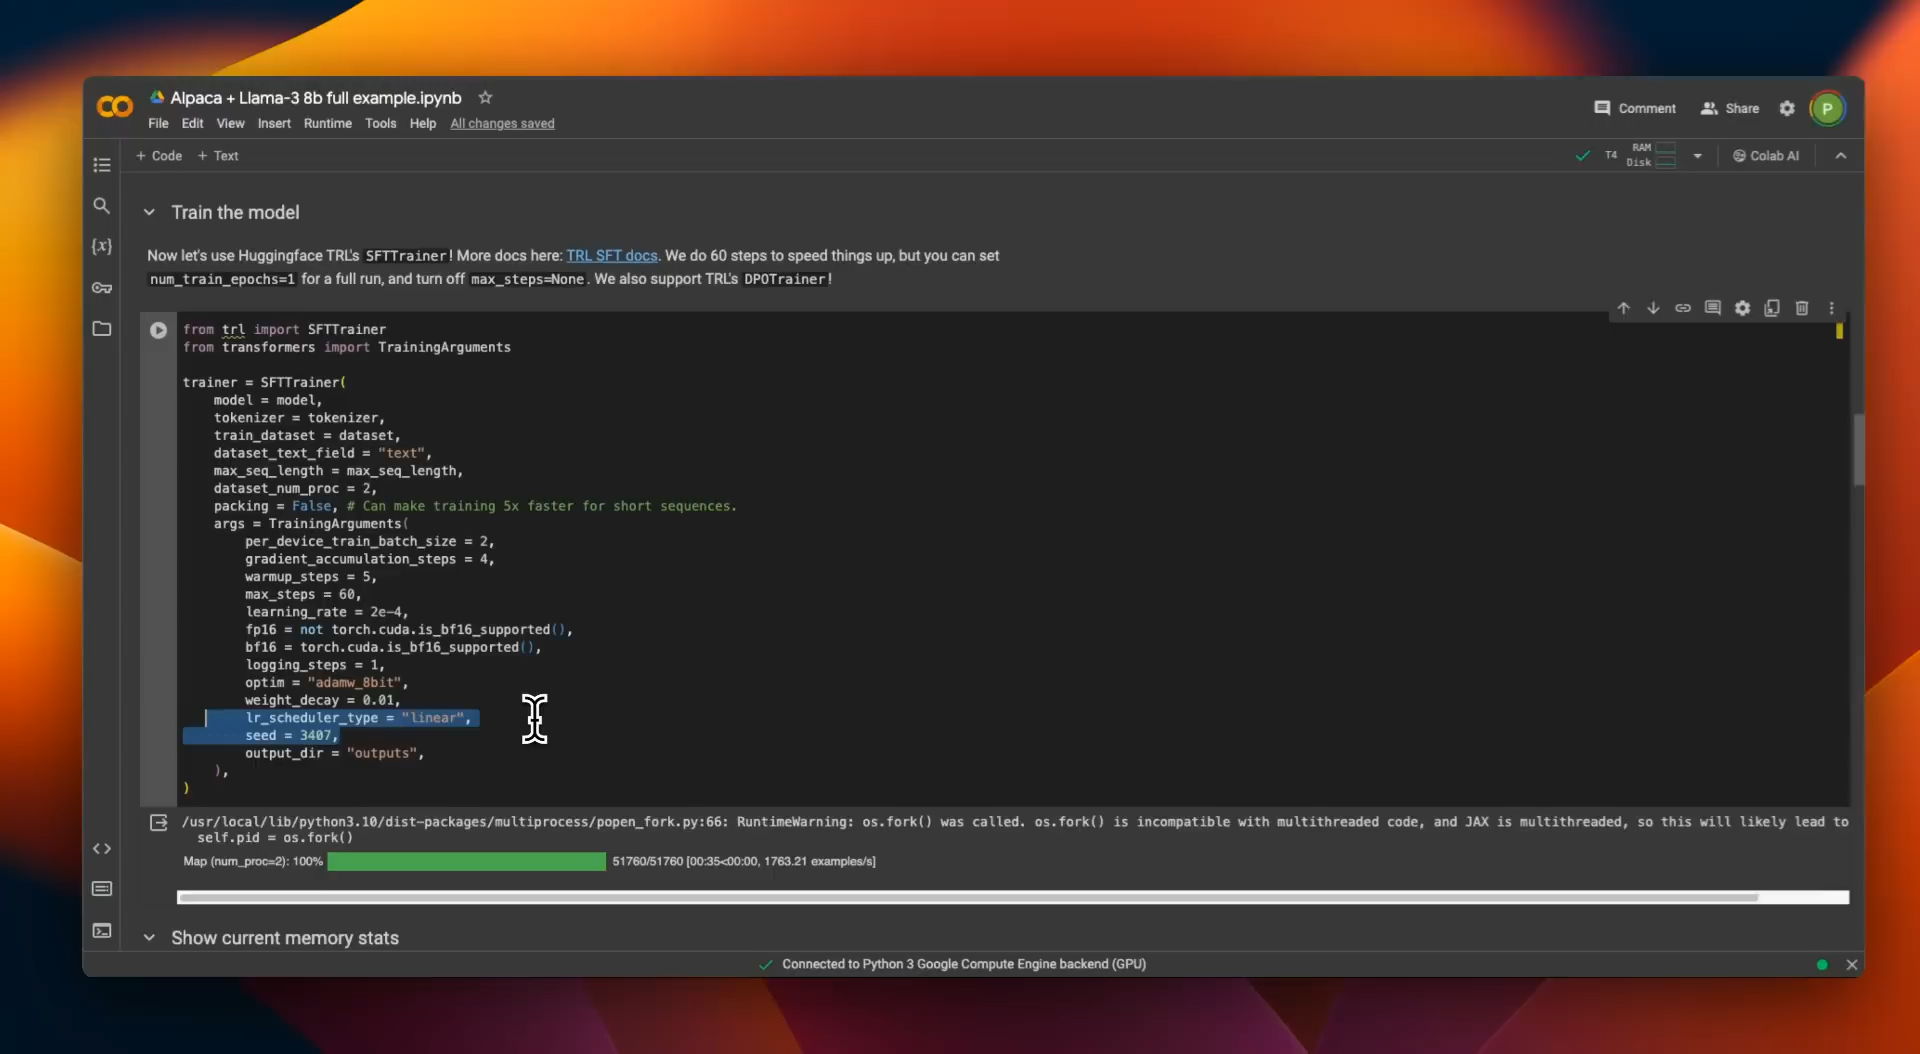 Alpaca + Llama-3 8b full example.ipynb
File Edit View Insert Runtime Tools Help All changes saved
Comment Share P
+ Code + Text
T4 RAM Disk Colab AI
Train the model
Now let's use Huggingface TRL's SFTTrainer! More docs here: TRL SFT docs. We do 60 steps to speed things up, but you can set
num_train_epochs=1 for a full run, and turn off max_steps=None. We also support TRL's DPOTrainer!
from trl import SFTTrainer
from transformers import TrainingArguments
trainer = SFTTrainer(
model = model,
tokenizer = tokenizer,
train_dataset = dataset,
dataset_text_field = "text",
max_seq_length = max_seq_length,
dataset_num_proc = 2,
packing = False, # Can make training 5x faster for short sequences.
args = TrainingArguments(
per_device_train_batch_size = 2,
gradient_accumulation_steps = 4,
warmup_steps = 5,
max_steps = 60,
learning_rate = 2e-4,
fp16 = not torch.cuda.is_bf16_supported(),
bf16 = torch.cuda.is_bf16_supported(),
logging_steps = 1,
optim = "adamw_8bit",
weight_decay = 0.01,
lr_scheduler_type = "linear",
seed = 3407,
output_dir = "outputs",
),
)
/usr/local/lib/python3.10/dist-packages/multiprocess/popen_fork.py:66: RuntimeWarning: os.fork() was called. os.fork() is incompatible with multithreaded code, and JAX is multithreaded, so this will likely lead to
self.pid = os.fork()
Map (num_proc=2): 100% 51760/51760 [00:35<00:00, 1763.21 examples/s]
Show current memory stats
Connected to Python 3 Google Compute Engine backend (GPU)